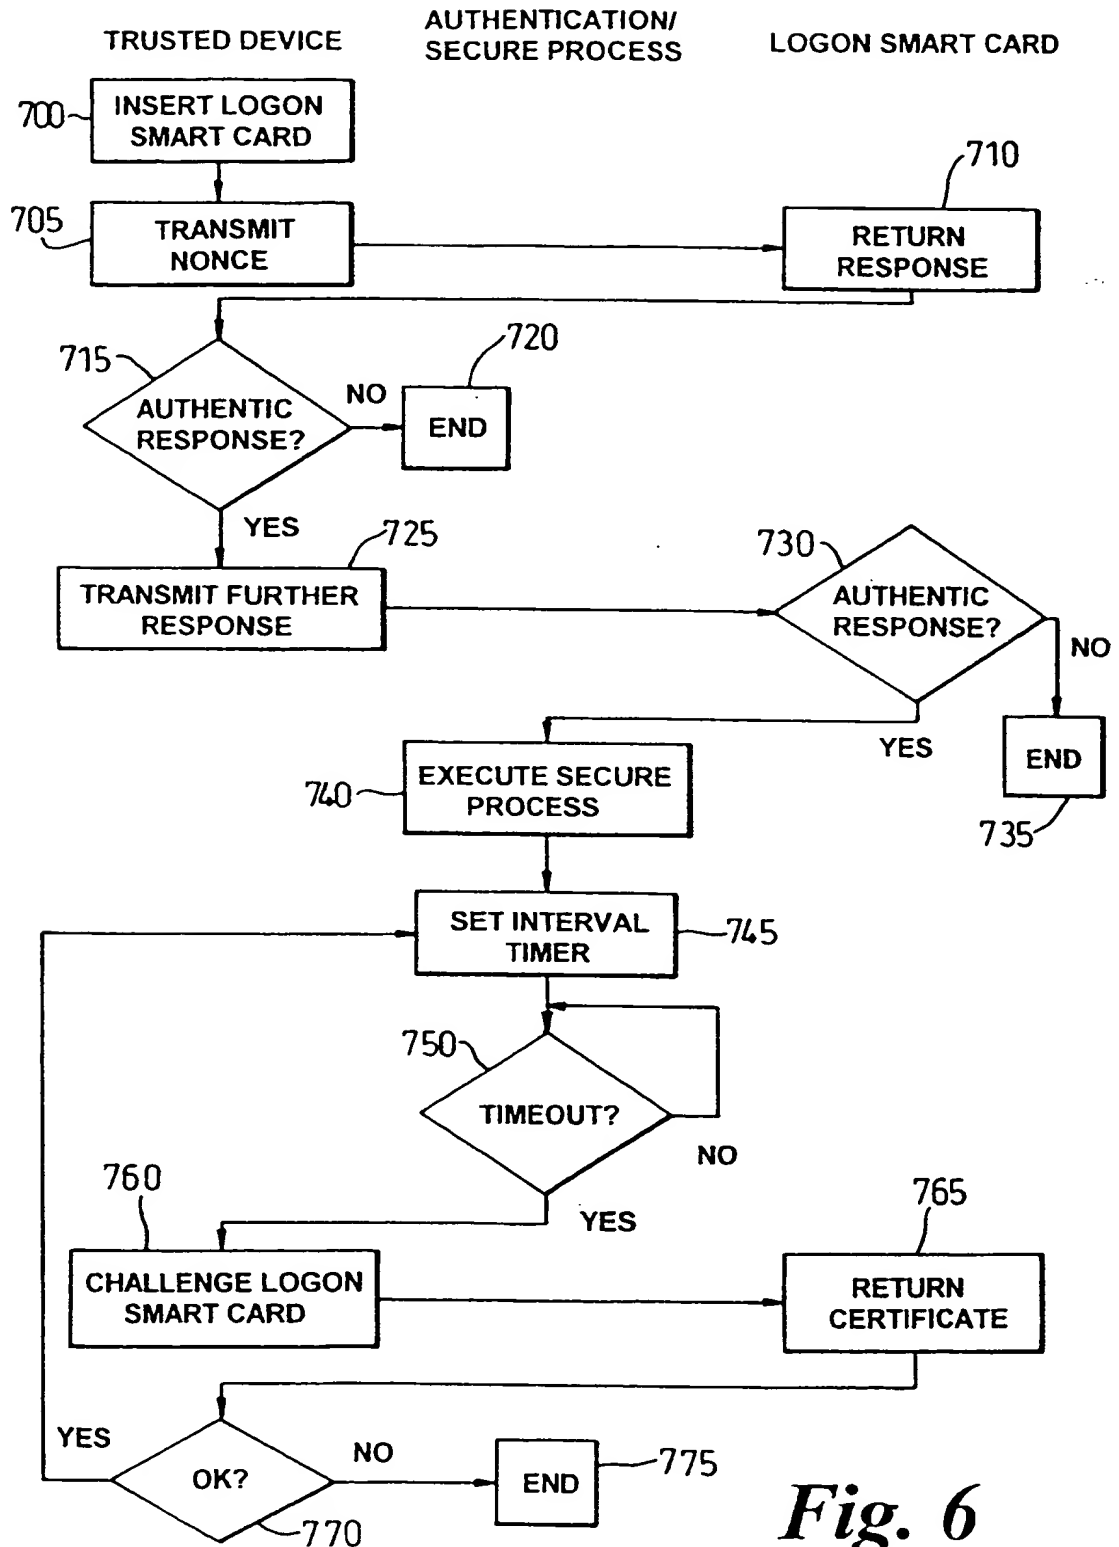 TRUSTED DEVICE
AUTHENTICATION/
SECURE PROCESS
LOGON SMART CARD
700
INSERT LOGON
SMART CARD
705
TRANSMIT
NONCE
710
RETURN
RESPONSE
715
AUTHENTIC
RESPONSE?
NO
720
END
YES
725
TRANSMIT FURTHER
RESPONSE
730
AUTHENTIC
RESPONSE?
NO
YES
END
735
740
EXECUTE SECURE
PROCESS
SET INTERVAL
TIMER
745
750
TIMEOUT?
NO
YES
760
CHALLENGE LOGON
SMART CARD
765
RETURN
CERTIFICATE
YES
OK?
NO
END
775
770
Fig. 6